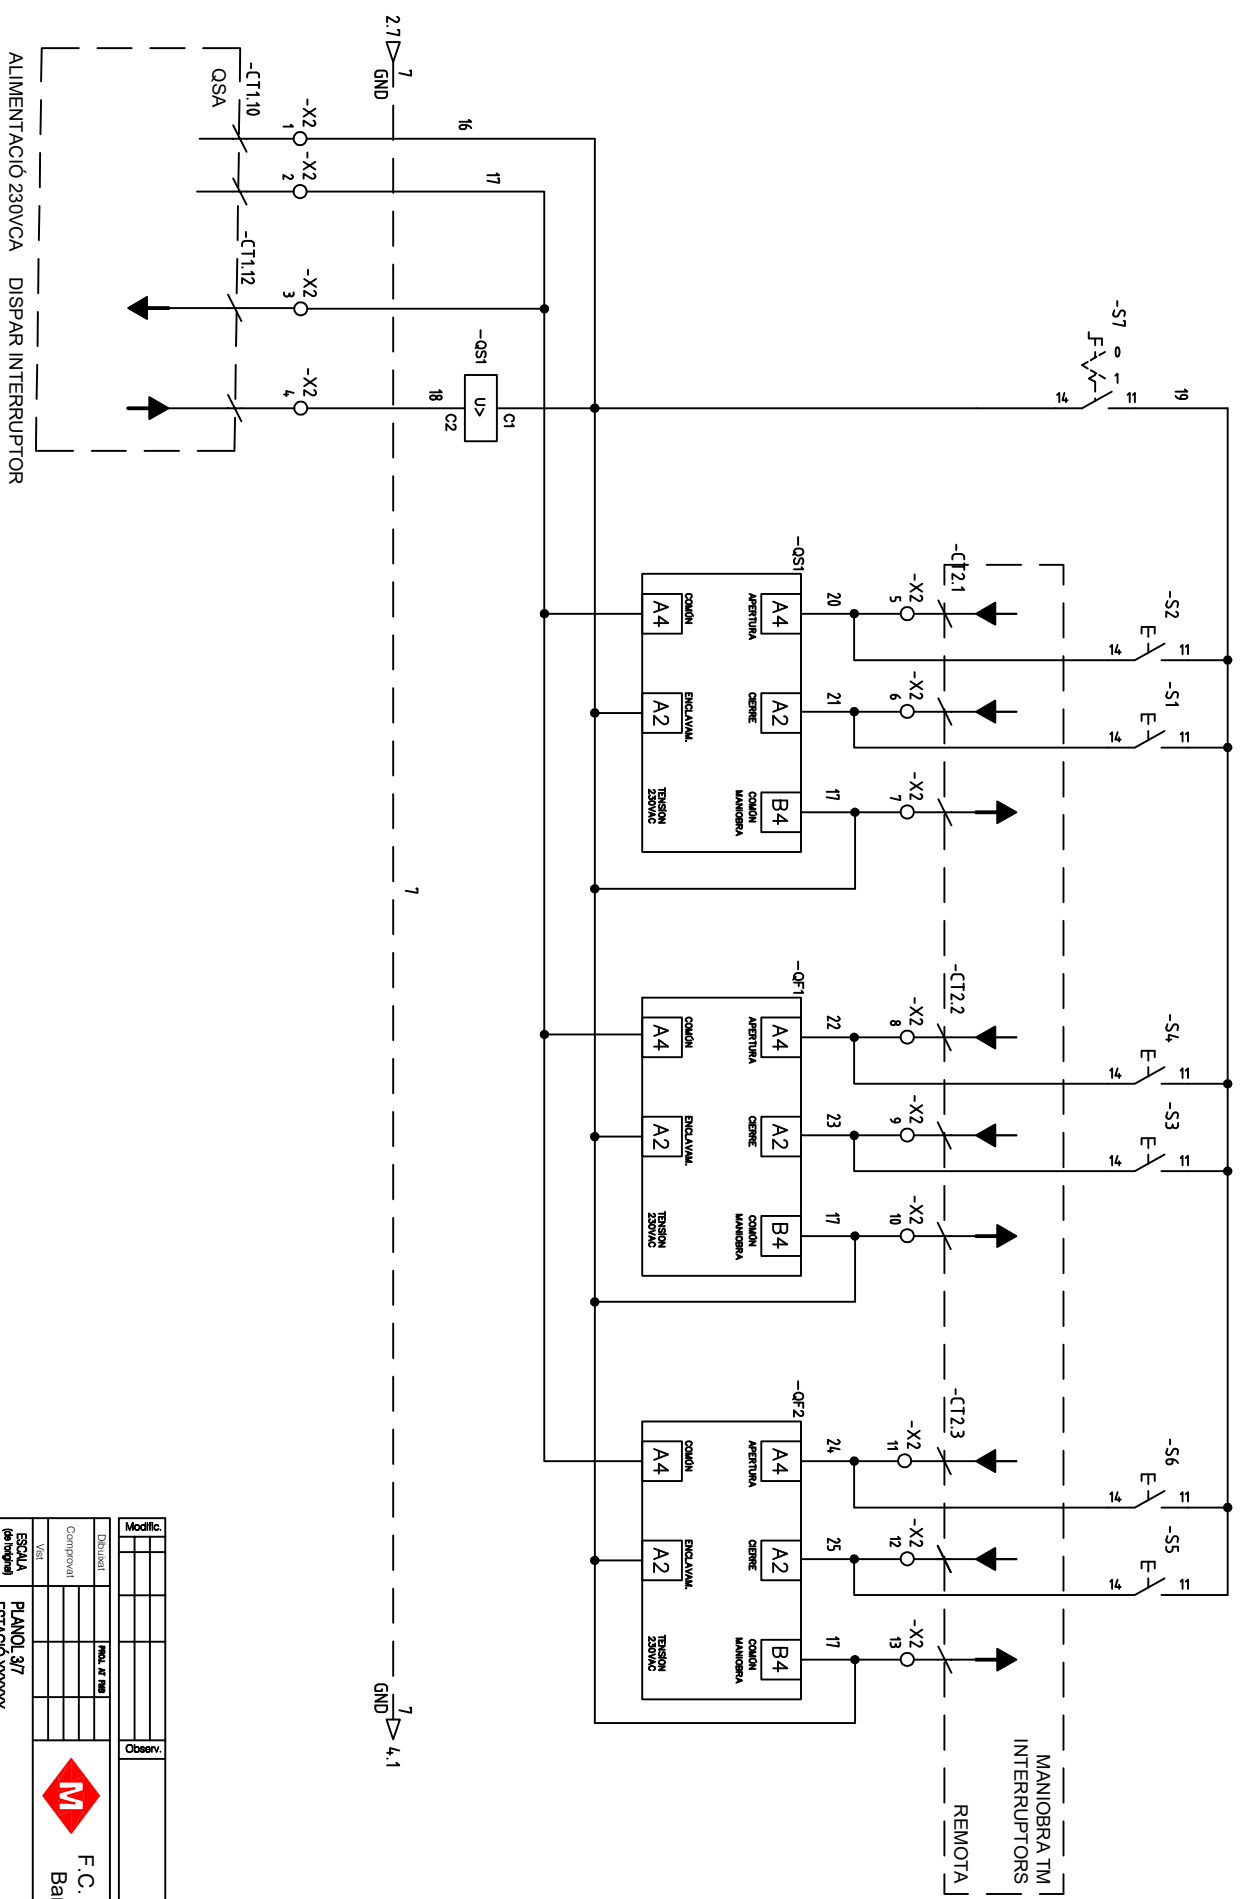 2.7
7
GND
-CT1.10
QSA
-X2
1
16
-X2
2
17
-CT1.12
-X2
3
-X2
4
18
-QS1
U>
C1
C2
ALIMENTACIÓ 230VCA
DISPAR INTERRUPTOR
-S7
0
1
14
11
19
-S2
14
11
-S1
14
11
-S4
14
11
-S3
14
11
-S6
14
11
-S5
14
11
-CT2.1
-X2
5
20
-X2
6
21
-X2
7
17
-QS1
A4
APERTURA
A2
CIERRE
B4
COMÚN
MANIOBRA
A4
COMÚN
A2
ENCLAVAM.
TENSION
230VAC
-CT2.2
-X2
8
22
-X2
9
23
-X2
10
17
-QF1
A4
APERTURA
A2
CIERRE
B4
COMÚN
MANIOBRA
A4
COMÚN
A2
ENCLAVAM.
TENSION
230VAC
-CT2.3
-X2
11
24
-X2
12
25
-X2
13
17
-QF2
A4
APERTURA
A2
CIERRE
B4
COMÚN
MANIOBRA
A4
COMÚN
A2
ENCLAVAM.
TENSION
230VAC
MANIOBRA TM
INTERRUPTORS
REMOTA
7
7
GND
4.1
Modific.
Observ.
Dibuixat
PROJ. AT FMB
Comprovat
Vist
ESCALA
(de l'original)
PLANOL 3/7
M
F.C.